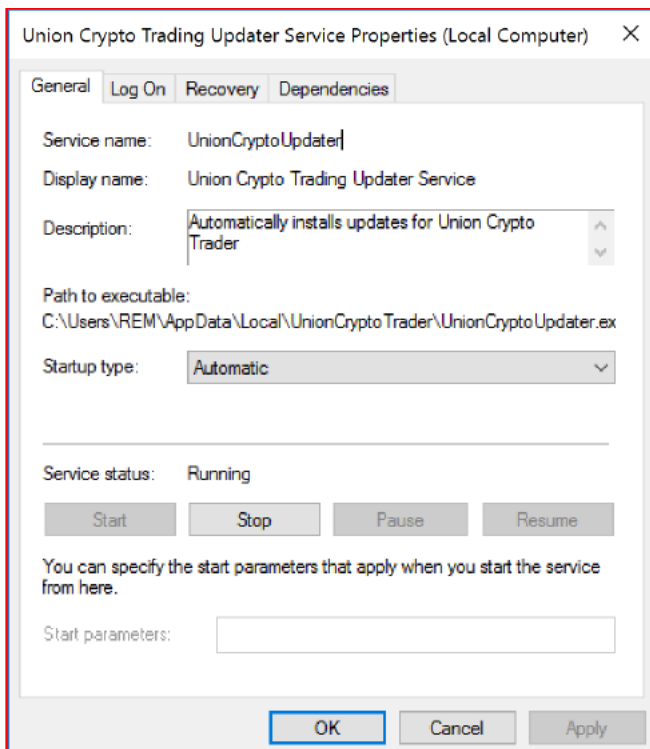 Union Crypto Trading Updater Service Properties (Local Computer)
General Log On Recovery Dependencies
Service name: UnionCryptoUpdater
Display name: Union Crypto Trading Updater Service
Description: Automatically installs updates for Union Crypto
Trader
Path to executable:
C:\Users\REM\AppData\Local\UnionCryptoTrader\UnionCryptoUpdater.ex
Startup type: Automatic
Service status: Running
Start Stop Pause Resume
You can specify the start parameters that apply when you start the service
from here.
Start parameters:
OK Cancel Apply